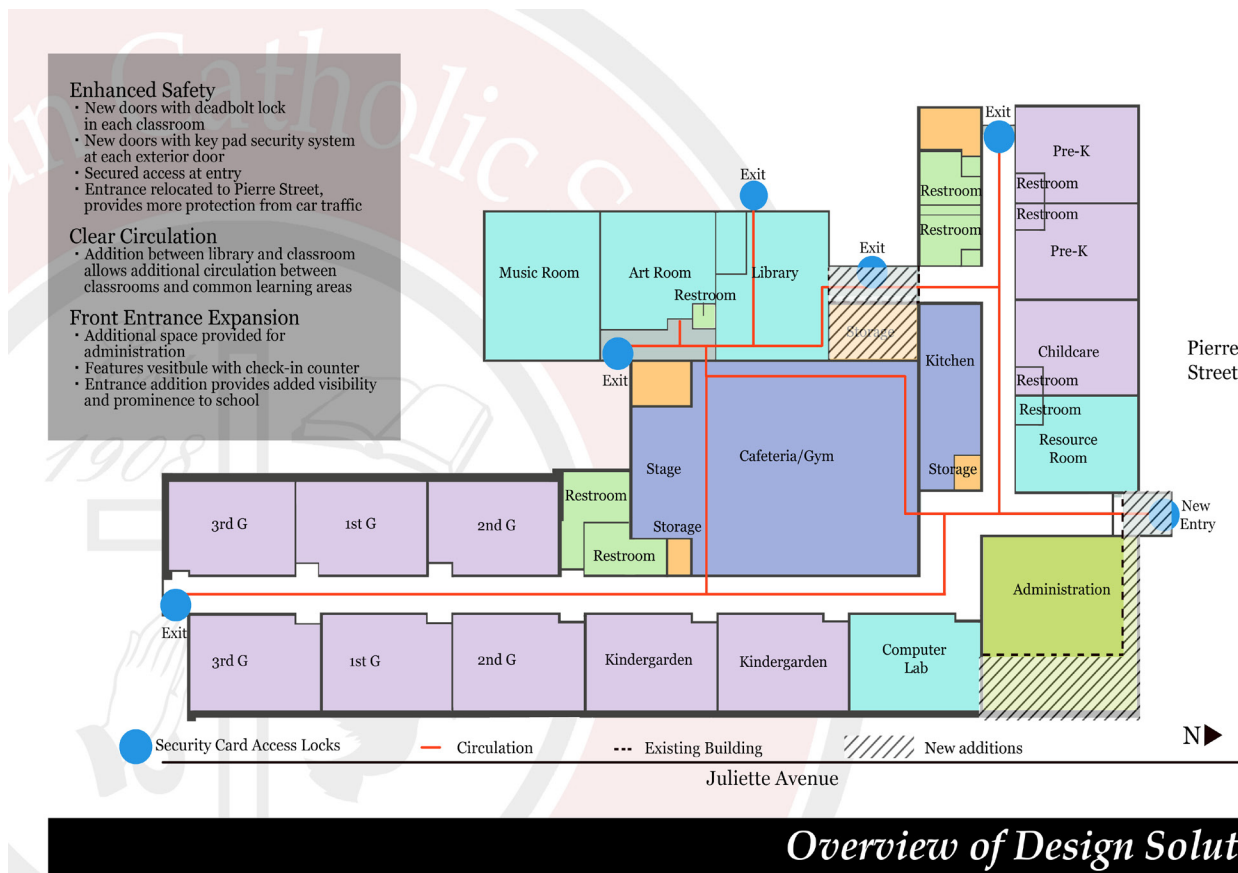 an Catholic S
1908
Enhanced Safety
· New doors with deadbolt lock
in each classroom
· New doors with key pad security system
at each exterior door
· Secured access at entry
· Entrance relocated to Pierre Street,
provides more protection from car traffic
Clear Circulation
· Addition between library and classroom
allows additional circulation between
classrooms and common learning areas
Front Entrance Expansion
· Additional space provided for
administration
· Features vestibule with check-in counter
· Entrance addition provides added visibility
and prominence to school
Exit
Pre-K
Restroom
Restroom
Exit
Restroom
Restroom
Exit
Pre-K
Music Room
Art Room
Library
Restroom
Storage
Kitchen
Childcare
Pierre
Street
Exit
Restroom
Restroom
Resource
Room
Stage
Cafeteria/Gym
Storage
New
Entry
3rd G
1st G
2nd G
Restroom
Storage
Restroom
Administration
Exit
3rd G
1st G
2nd G
Kindergarden
Kindergarden
Computer
Lab
Security Card Access Locks
Circulation
Existing Building
New additions
N
Juliette Avenue
Overview of Design Solut